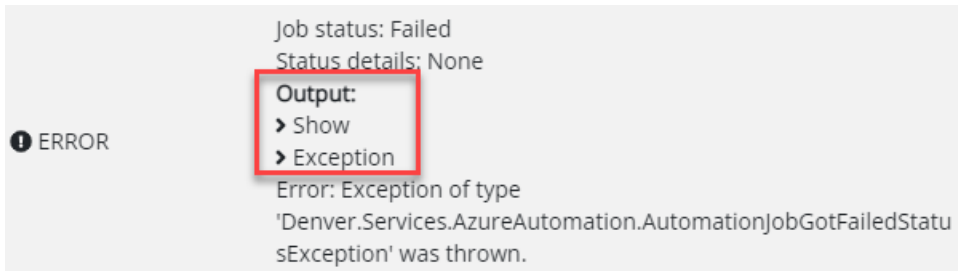 Job status: Failed
Status details: None
Output:
Show
Exception
ERROR
Error: Exception of type
'Denver.Services.AzureAutomation.AutomationJobGotFailedStatu
sException' was thrown.